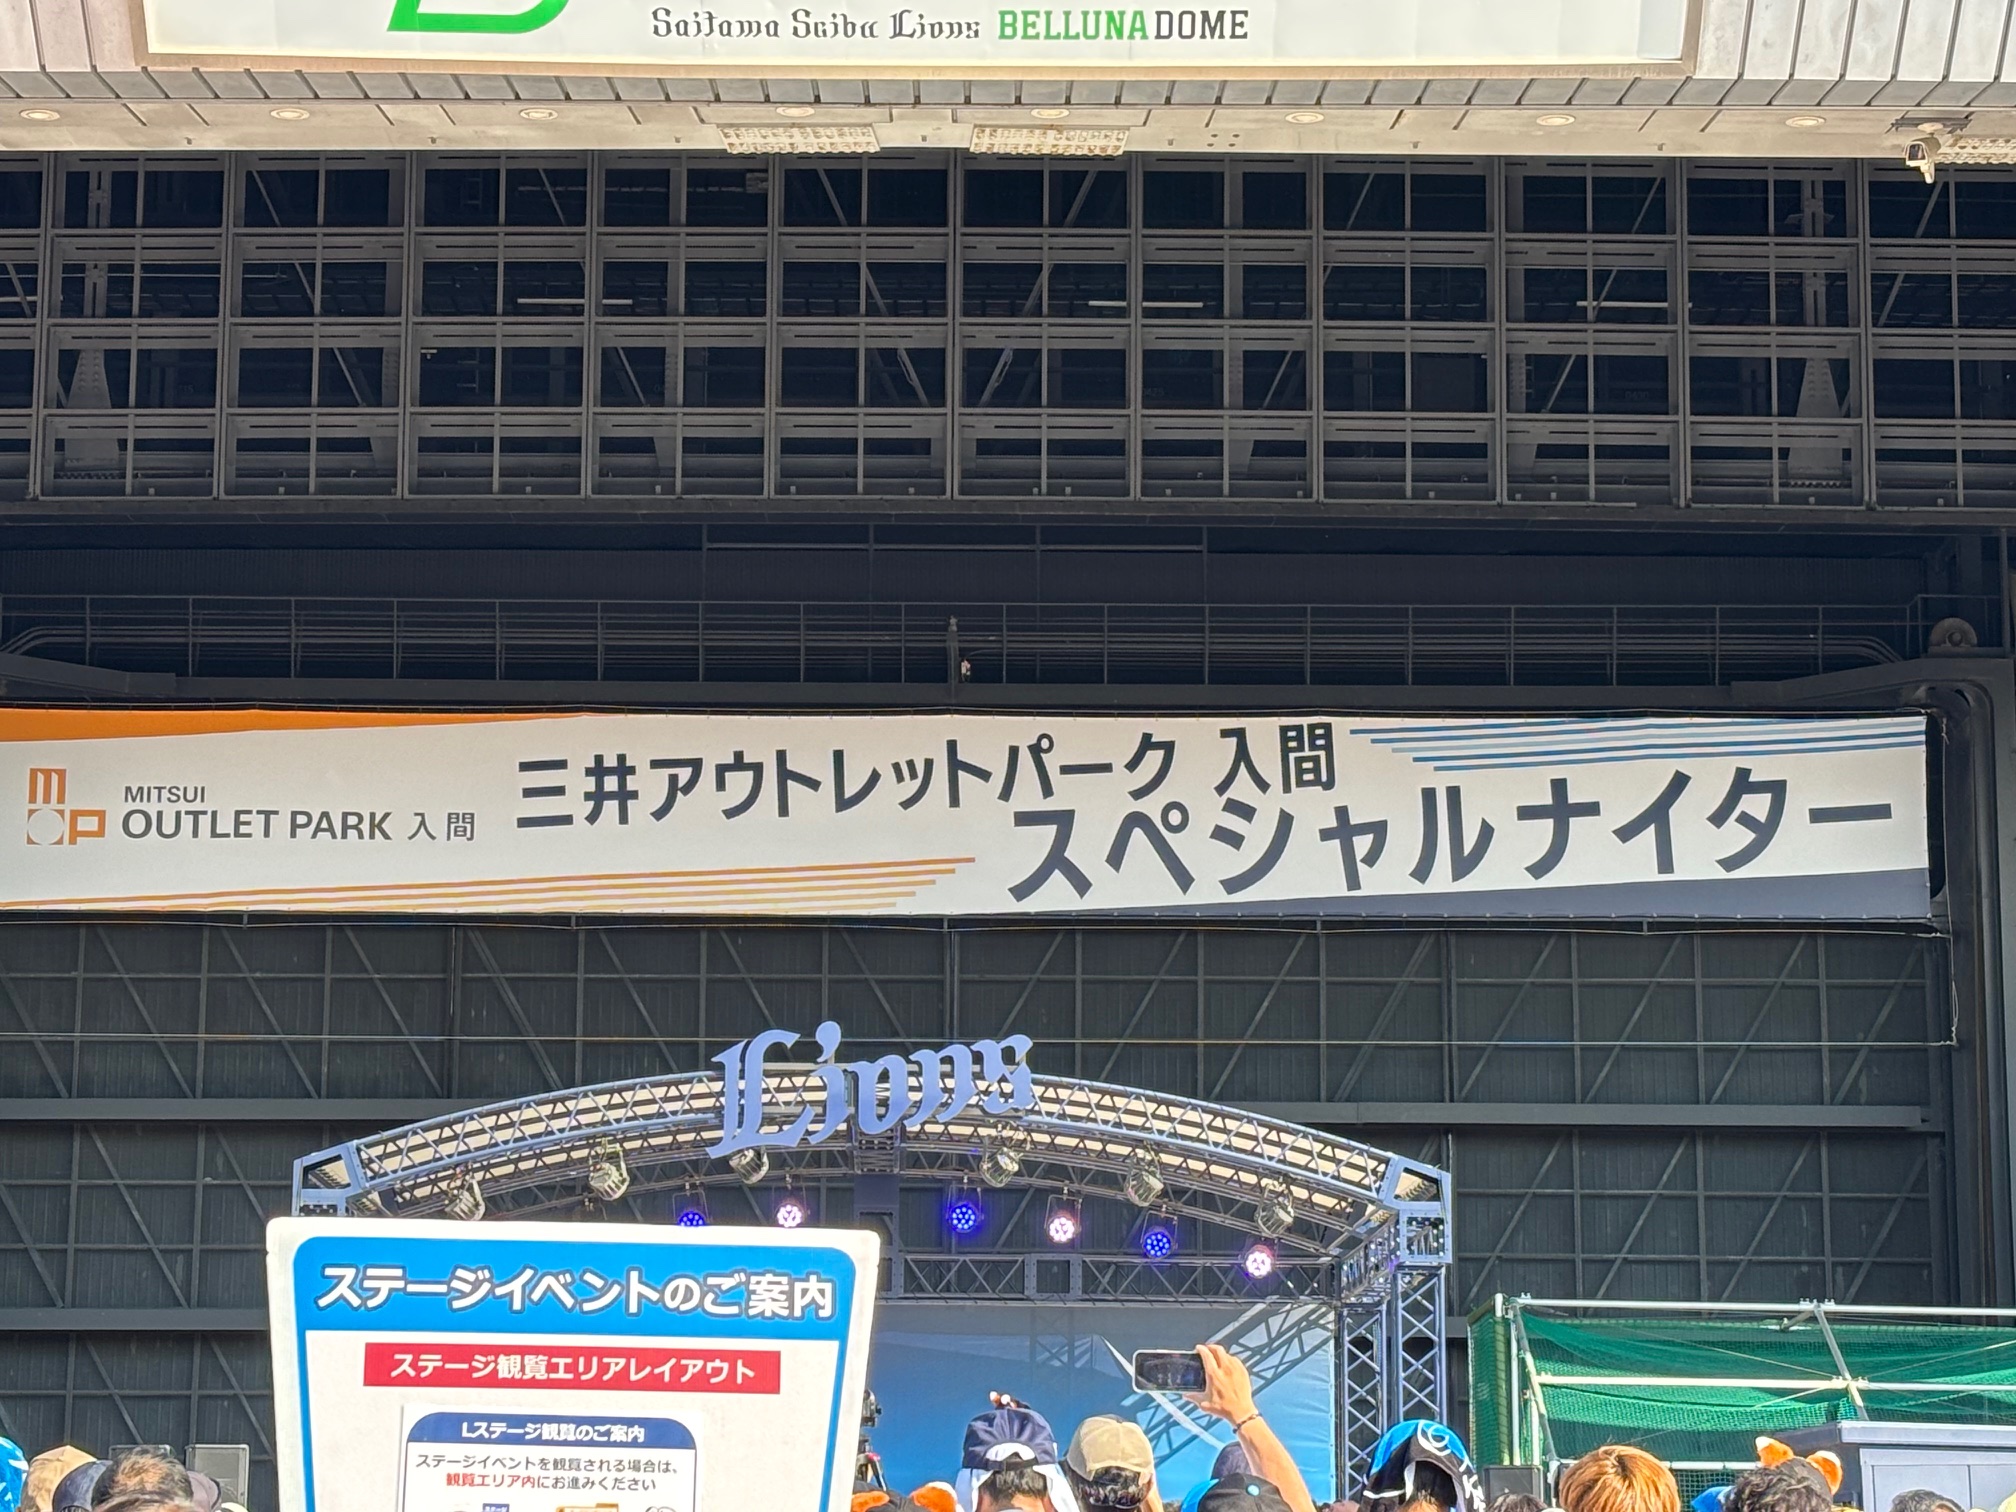 Saitama Seibu Lions BELLUNADOME
MITSUI
OUTLET PARK 入間
三井アウトレットパーク 入間
スペシャルナイター
Lions
ステージイベントのご案内
ステージ観覧エリアレイアウト
Lステージ観覧のご案内
ステージイベントを観覧される場合は、
観覧エリア内にお進みください